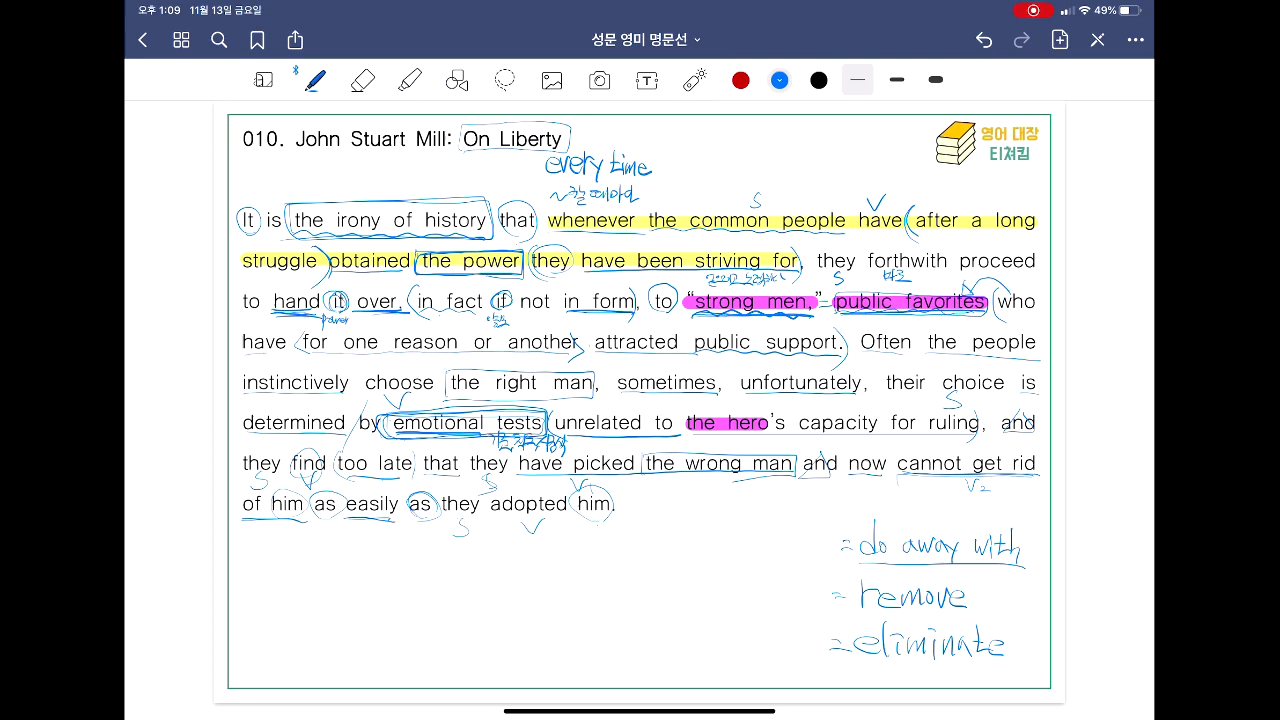 오후 1:09 11월 13일 금요일
49%
성문 영미 명문선
T
010. John Stuart Mill: On Liberty
영어 대장
티쳐킴
every time
~할 때마다
S V
It is the irony of history that whenever the common people have (after a long
struggle) obtained the power they have been striving for), they forthwith proceed
S 바로
to hand it over, (in fact if not in form), to "strong men," = public favorites (who
power
have <for one reason or another> attracted public support.) Often the people
instinctively choose the right man, sometimes, unfortunately, their choice is
V S
determined by emotional tests (unrelated to the hero's capacity for ruling), and
they find too late that they have picked the wrong man and now cannot get rid
S V S V V2
of him as easily as they adopted him.
S V
= do away with
= remove
= eliminate